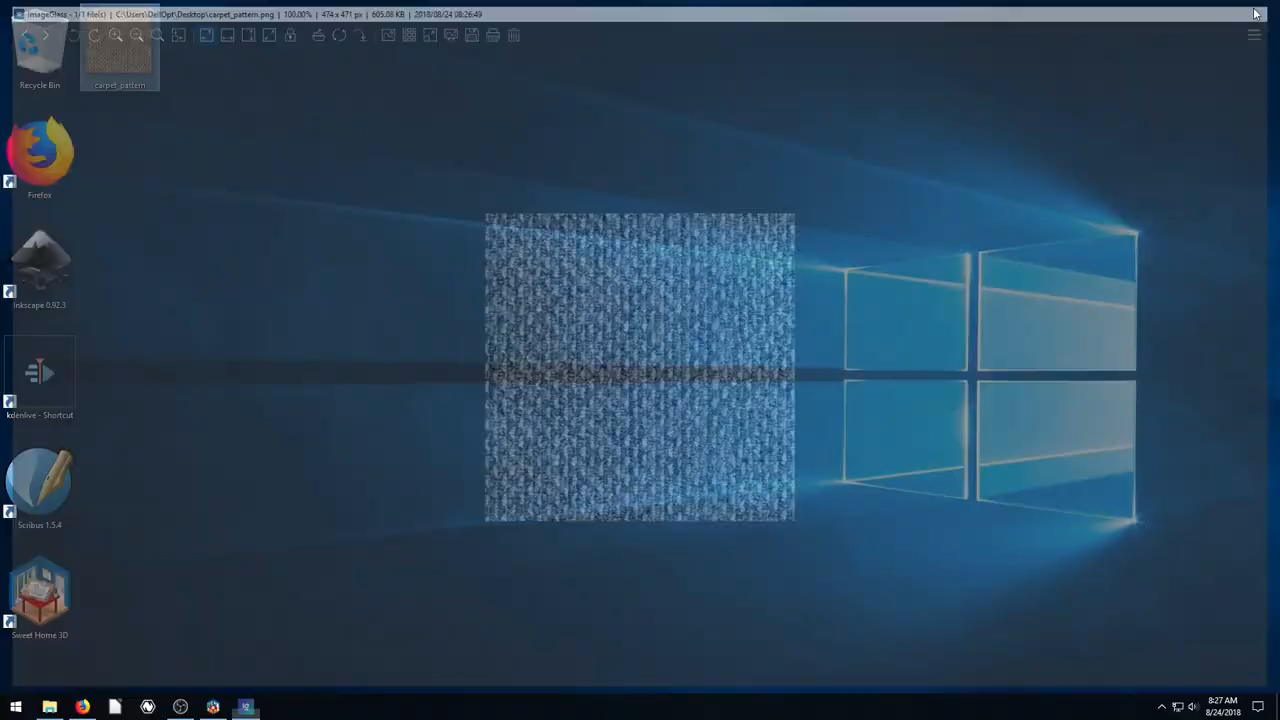 ImageGlass - 1/1 file(s) | C:\Users\DellOpt\Desktop\carpet_pattern.png | 100.00% | 474 x 471 px | 605.08 KB | 2018/08/24 08:26:49
Recycle Bin
carpet_pattern
Firefox
Inkscape 0.92.3
kdenlive - Shortcut
Scribus 1.5.4
Sweet Home 3D
8:27 AM
8/24/2018